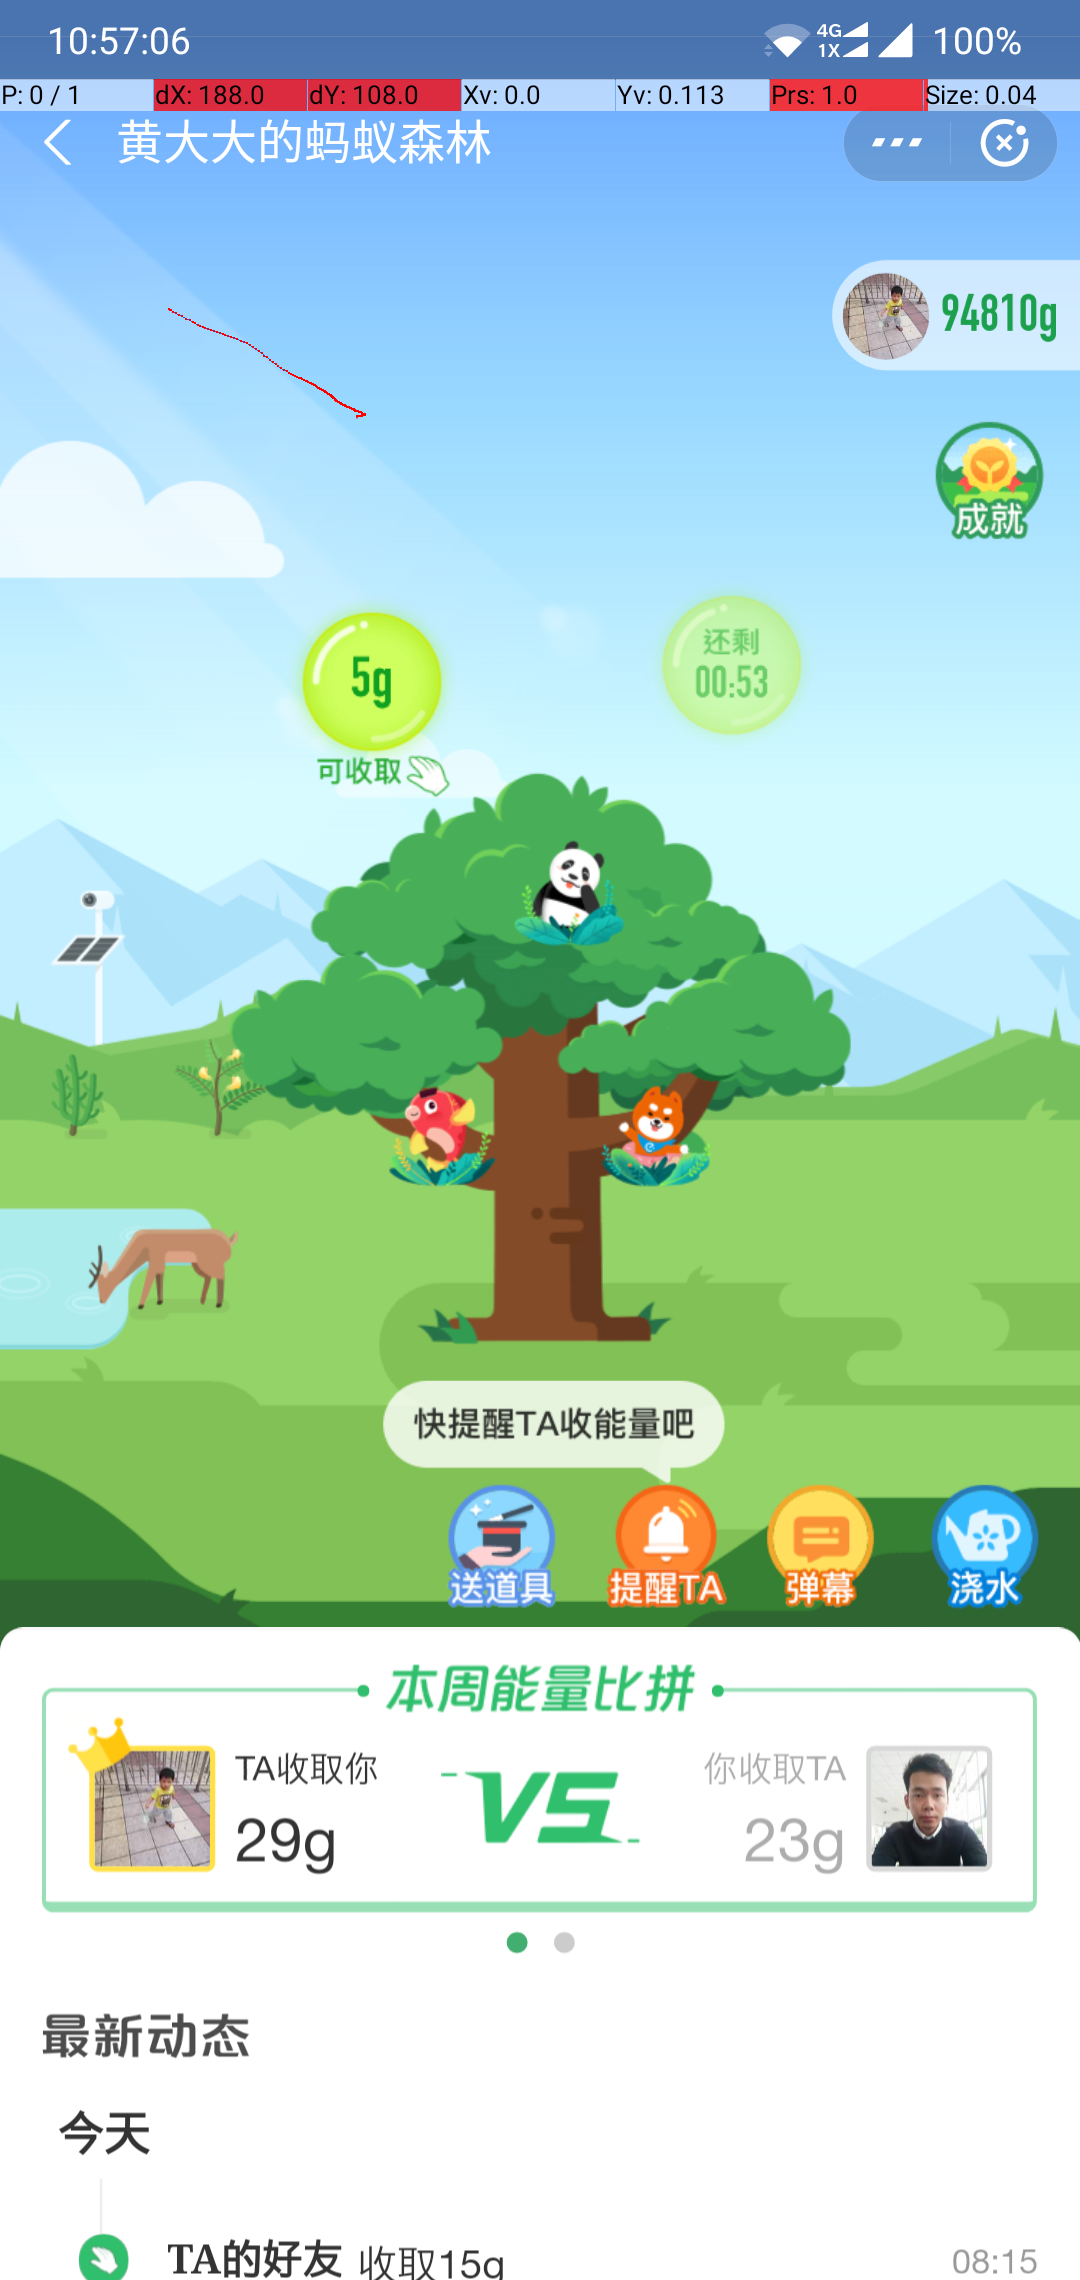 10:57:06 4G 1X 100%
P: 0 / 1 dX: 188.0 dY: 108.0 Xv: 0.0 Yv: 0.113 Prs: 1.0 Size: 0.04
黄大大的蚂蚁森林
94810g
成就
还剩
00:53
5g
可收取
快提醒TA收能量吧
送道具 提醒TA 弹幕 浇水
本周能量比拼
TA收取你 VS 你收取TA
29g 23g
最新动态
今天
TA的好友 收取15g 08:15